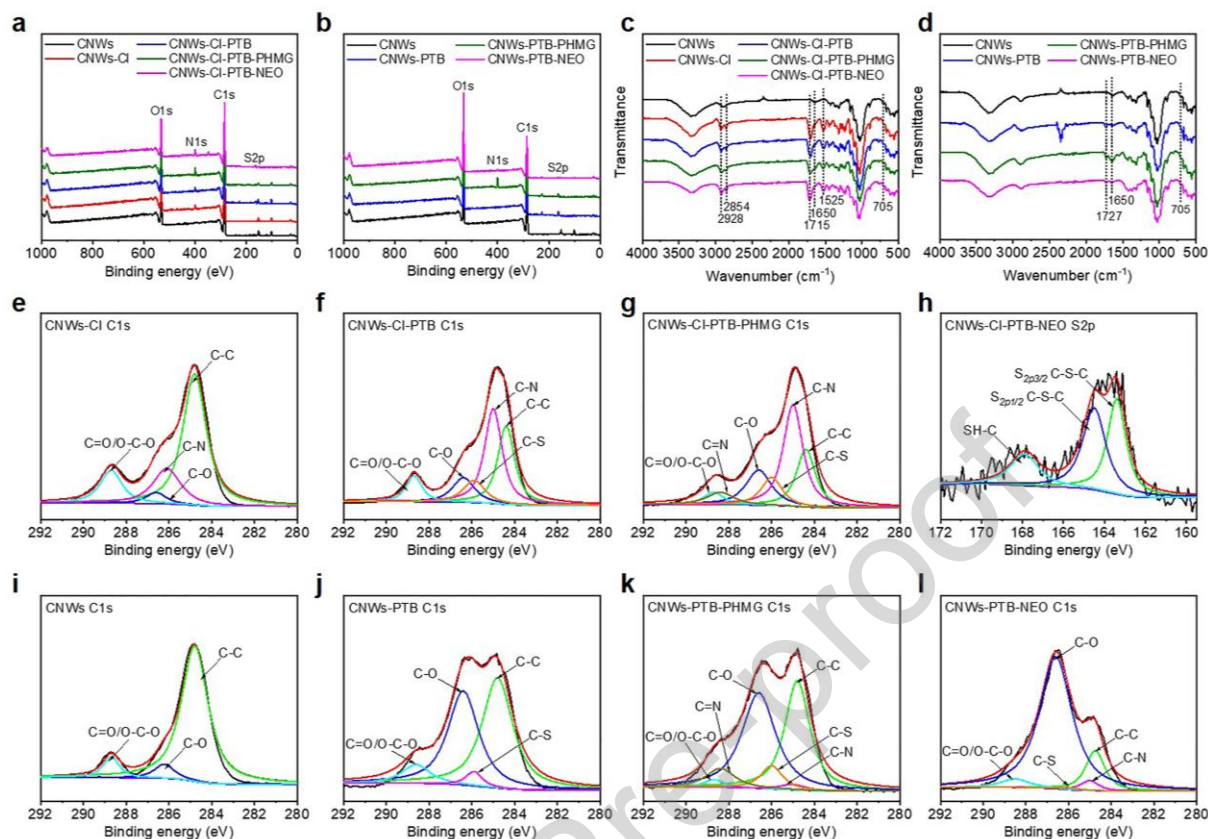 a
CNWs
CNWs-Cl
CNWs-Cl-PTB
CNWs-Cl-PTB-PHMG
CNWs-Cl-PTB-NEO
O1s
N1s
C1s
S2p
1000 800 600 400 200 0
Binding energy (eV)
b
CNWs
CNWs-PTB
CNWs-PTB-PHMG
CNWs-PTB-NEO
O1s
N1s
C1s
S2p
1000 800 600 400 200 0
Binding energy (eV)
c
CNWs
CNWs-Cl
CNWs-Cl-PTB
CNWs-Cl-PTB-PHMG
CNWs-Cl-PTB-NEO
Transmittance
2854
2928
1525
1650
1715
705
4000 3500 3000 2500 2000 1500 1000 500
Wavenumber (cm⁻¹)
d
CNWs
CNWs-PTB
CNWs-PTB-PHMG
CNWs-PTB-NEO
Transmittance
1650
1727
705
4000 3500 3000 2500 2000 1500 1000 500
Wavenumber (cm⁻¹)
e
CNWs-Cl C1s
C-C
C=O/O-C-O
C-N
C-O
292 290 288 286 284 282 280
Binding energy (eV)
f
CNWs-Cl-PTB C1s
C-N
C-C
C-O
C-S
C=O/O-C-O
292 290 288 286 284 282 280
Binding energy (eV)
g
CNWs-Cl-PTB-PHMG C1s
C-N
C-O
C=N
C-C
C=O/O-C-O
C-S
292 290 288 286 284 282 280
Binding energy (eV)
h
CNWs-Cl-PTB-NEO S2p
S2p3/2 C-S-C
S2p1/2 C-S-C
SH-C
172 170 168 166 164 162 160
Binding energy (eV)
i
CNWs C1s
C-C
C=O/O-C-O
C-O
292 290 288 286 284 282 280
Binding energy (eV)
j
CNWs-PTB C1s
C-O
C-C
C=O/O-C-O
C-S
292 290 288 286 284 282 280
Binding energy (eV)
k
CNWs-PTB-PHMG C1s
C-O
C-C
C=N
C=O/O-C-O
C-S
C-N
292 290 288 286 284 282 280
Binding energy (eV)
l
CNWs-PTB-NEO C1s
C-O
C-C
C=O/O-C-O
C-S
C-N
292 290 288 286 284 282 280
Binding energy (eV)
re-proof